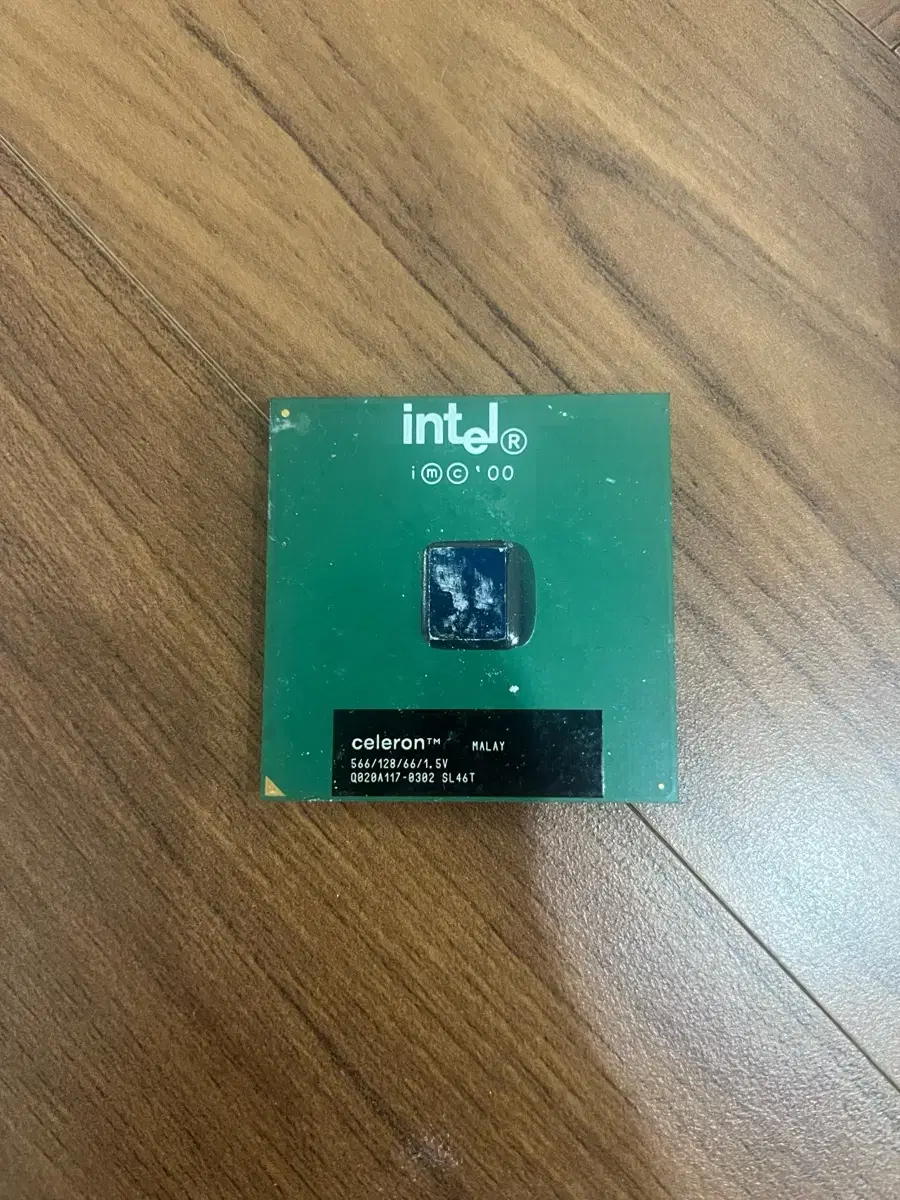 intel®
i ⓜ ⓒ '00
celeron™ MALAY
566/128/66/1.5V
Q020A117-0302 SL46T